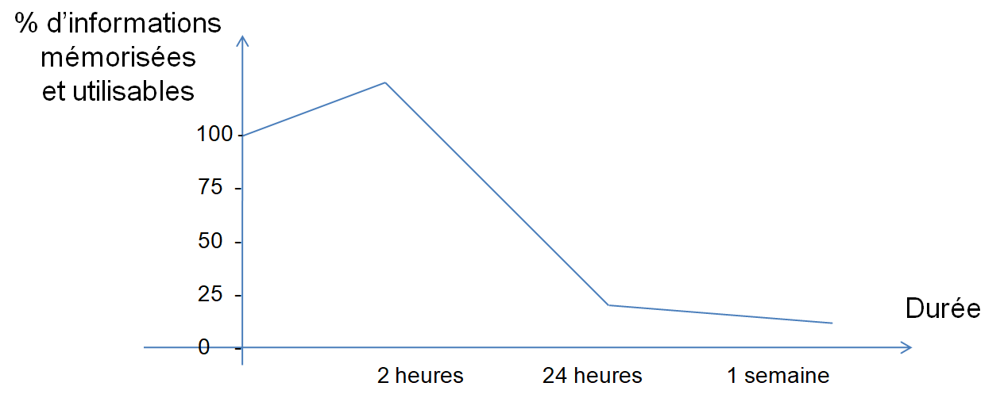 % d’informations
mémorisées
et utilisables
100
75
50
25
0
Durée
2 heures
24 heures
1 semaine